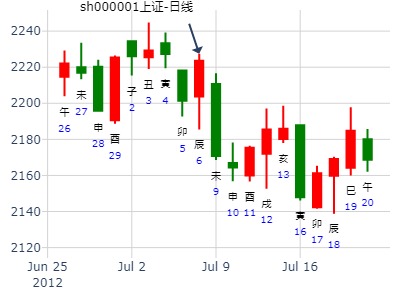 sh000001上证-日线
2240
2220
2200
2180
2160
2140
2120
午
26
未
27
申
28
酉
29
子
2
丑
3
寅
4
卯
5
辰
6
未
9
申
10
酉
11
戌
12
亥
13
寅
16
卯
17
辰
18
巳
19
午
20
Jun 25
2012
Jul 2
Jul 9
Jul 16